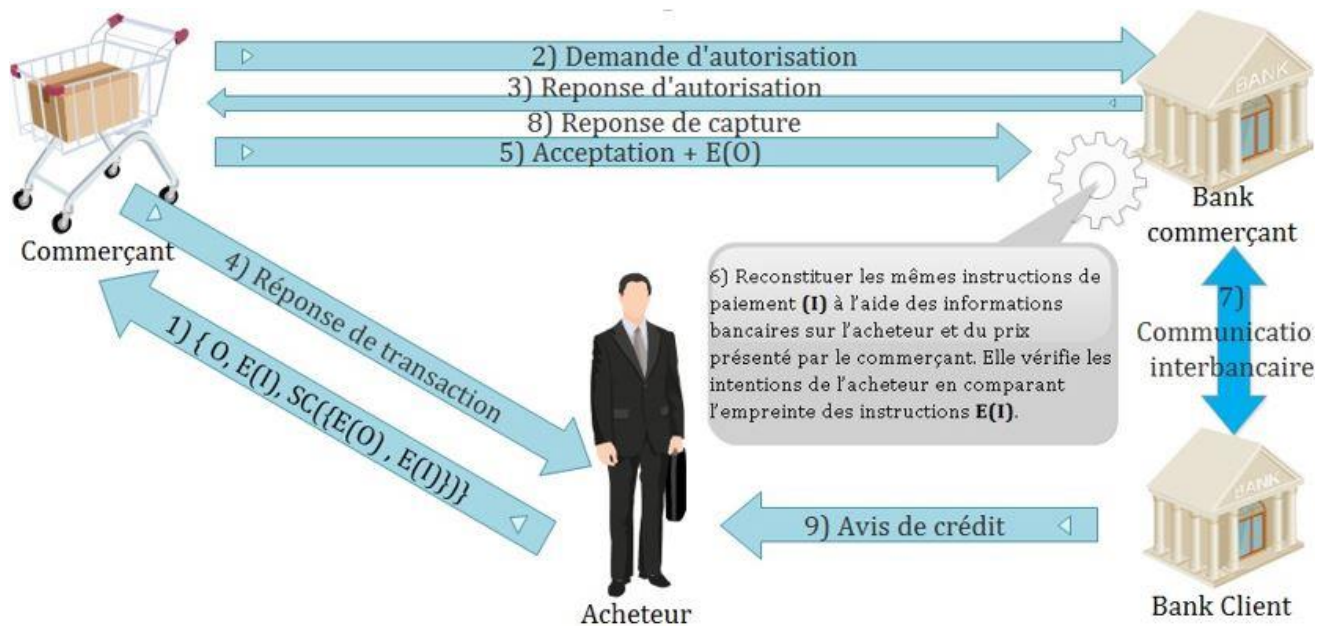 2) Demande d'autorisation
3) Reponse d'autorisation
8) Reponse de capture
5) Acceptation + E(O)
BANK
Bank
commerçant
Commerçant
4) Réponse de transaction
1) { O, E(I), SC({E(O) , E(I)})}
6) Reconstituer les mêmes instructions de
paiement (I) à l'aide des informations
bancaires sur l'acheteur et du prix
présenté par le commerçant. Elle vérifie les
intentions de l'acheteur en comparant
l'empreinte des instructions E(I).
7)
Communicatio
interbancaire
9) Avis de crédit
BANK
Acheteur
Bank Client